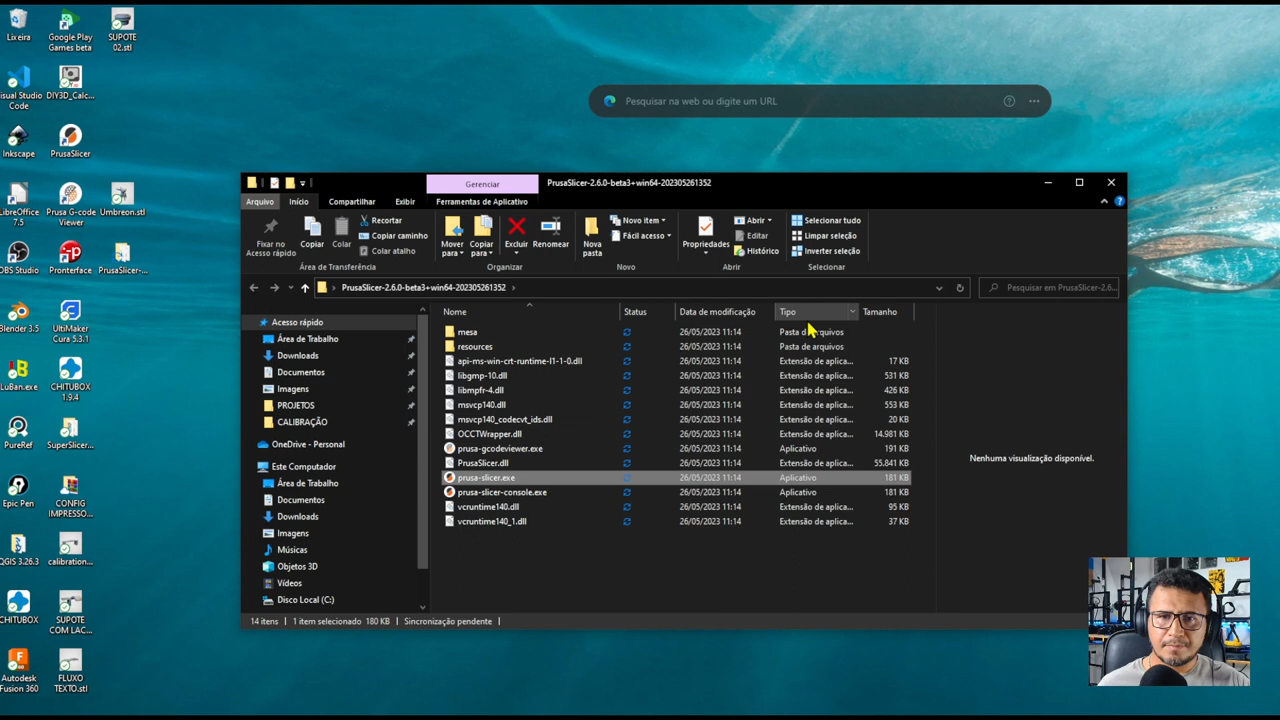 Lixeira
Google Play
Games beta
SUPOTE
02.stl
Visual Studio
Code
DIY3D_Calc...
Inkscape
PrusaSlicer
LibreOffice
7.5
Prusa G-code
Viewer
Umbreon.stl
OBS Studio
Pronterface
PrusaSlicer-...
Blender 3.5
UltiMaker
Cura 5.3.1
LuBan.exe
CHITUBOX
1.9.4
PureRef
SuperSlicer...
Epic Pen
CONFIG
IMPRESSO...
QGIS 3.26.3
calibration...
CHITUBOX
SUPOTE
COM LAC...
Autodesk
Fusion 360
FLUXO
TEXTO.stl
Pesquisar na web ou digite um URL
Gerenciar
PrusaSlicer-2.6.0-beta3+win64-202305261352
Arquivo
Início
Compartilhar
Exibir
Ferramentas de Aplicativo
Fixar no
Acesso rápido
Copiar
Colar
Recortar
Copiar caminho
Colar atalho
Área de Transferência
Mover
para
Copiar
para
Excluir
Renomear
Organizar
Nova
pasta
Novo item
Fácil acesso
Novo
Propriedades
Abrir
Editar
Histórico
Abrir
Selecionar tudo
Limpar seleção
Inverter seleção
Selecionar
PrusaSlicer-2.6.0-beta3+win64-202305261352
Pesquisar em PrusaSlicer-2.6...
Acesso rápido
Área de Trabalho
Downloads
Documentos
Imagens
PROJETOS
CALIBRAÇÃO
OneDrive - Personal
Este Computador
Área de Trabalho
Documentos
Downloads
Imagens
Músicas
Objetos 3D
Vídeos
Disco Local (C:)
Nome Status Data de modificação Tipo Tamanho
mesa 26/05/2023 11:14 Pasta de arquivos
resources 26/05/2023 11:14 Pasta de arquivos
api-ms-win-crt-runtime-l1-1-0.dll 26/05/2023 11:14 Extensão de aplica... 17 KB
libgmp-10.dll 26/05/2023 11:14 Extensão de aplica... 531 KB
libmpfr-4.dll 26/05/2023 11:14 Extensão de aplica... 426 KB
msvcp140.dll 26/05/2023 11:14 Extensão de aplica... 553 KB
msvcp140_codecvt_ids.dll 26/05/2023 11:14 Extensão de aplica... 20 KB
OCCTWrapper.dll 26/05/2023 11:14 Extensão de aplica... 14.981 KB
prusa-gcodeviewer.exe 26/05/2023 11:14 Aplicativo 191 KB
PrusaSlicer.dll 26/05/2023 11:14 Extensão de aplica... 55.841 KB
prusa-slicer.exe 26/05/2023 11:14 Aplicativo 181 KB
prusa-slicer-console.exe 26/05/2023 11:14 Aplicativo 181 KB
vcruntime140.dll 26/05/2023 11:14 Extensão de aplica... 95 KB
vcruntime140_1.dll 26/05/2023 11:14 Extensão de aplica... 37 KB
Nenhuma visualização disponível.
14 itens
1 item selecionado 180 KB
Sincronização pendente